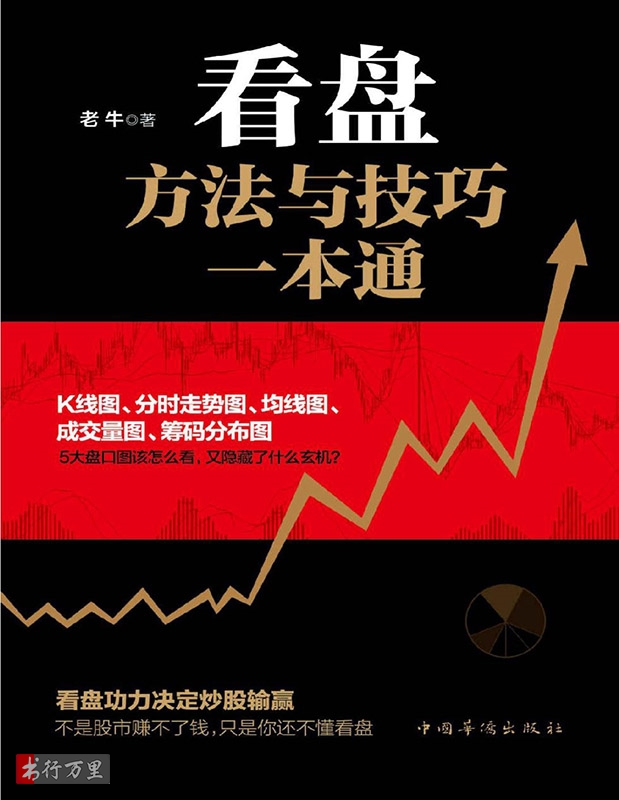 看盘
老牛◎著
方法与技巧
一本通
K线图、分时走势图、均线图、
成交量图、筹码分布图
5大盘口图该怎么看，又隐藏了什么玄机？
看盘功力决定炒股输赢
不是股市赚不了钱，只是你还不懂看盘
中国华侨出版社
书行万里